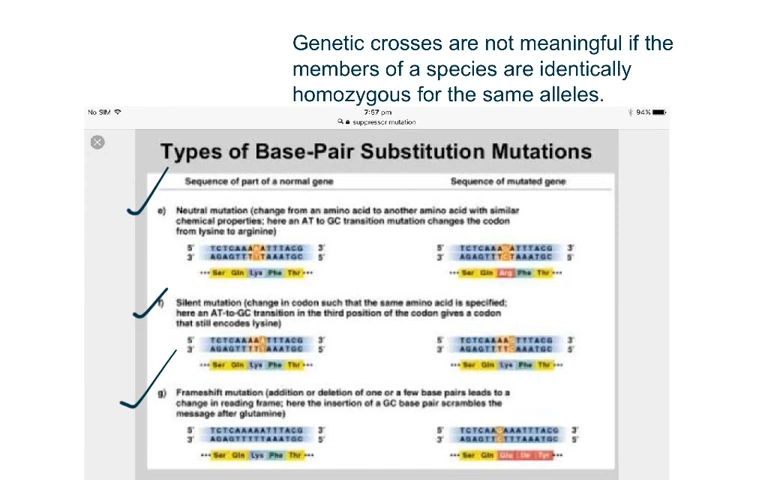 Genetic crosses are not meaningful if the
members of a species are identically
homozygous for the same alleles.
No SIM 7:57 pm 94%
suppressor mutation
Types of Base-Pair Substitution Mutations
Sequence of part of a normal gene Sequence of mutated gene
e) Neutral mutation (change from an amino acid to another amino acid with similar
chemical properties; here an AT to GC transition mutation changes the codon
from lysine to arginine)
5' TCTCAAAAATTTACG 3' 5' TCTCAAAGATTTACG 3'
3' AGAGTTTTTAAATGC 5' 3' AGAGTTTCTAAATGC 5'
••• Ser Gln Lys Phe Thr ••• ••• Ser Gln Arg Phe Thr •••
f) Silent mutation (change in codon such that the same amino acid is specified;
here an AT-to-GC transition in the third position of the codon gives a codon
that still encodes lysine)
5' TCTCAAAAATTTACG 3' 5' TCTCAAAAGTTTACG 3'
3' AGAGTTTTTAAATGC 5' 3' AGAGTTTTCAAATGC 5'
••• Ser Gln Lys Phe Thr ••• ••• Ser Gln Lys Phe Thr •••
g) Frameshift mutation (addition or deletion of one or a few base pairs leads to a
change in reading frame; here the insertion of a GC base pair scrambles the
message after glutamine)
5' TCTCAAAAATTTACG 3' 5' TCTCAAGAAATTTACG 3'
3' AGAGTTTTTAAATGC 5' 3' AGAGTTCTTTAAATGC 5'
••• Ser Gln Lys Phe Thr ••• ••• Ser Gln Glu Ile Tyr •••